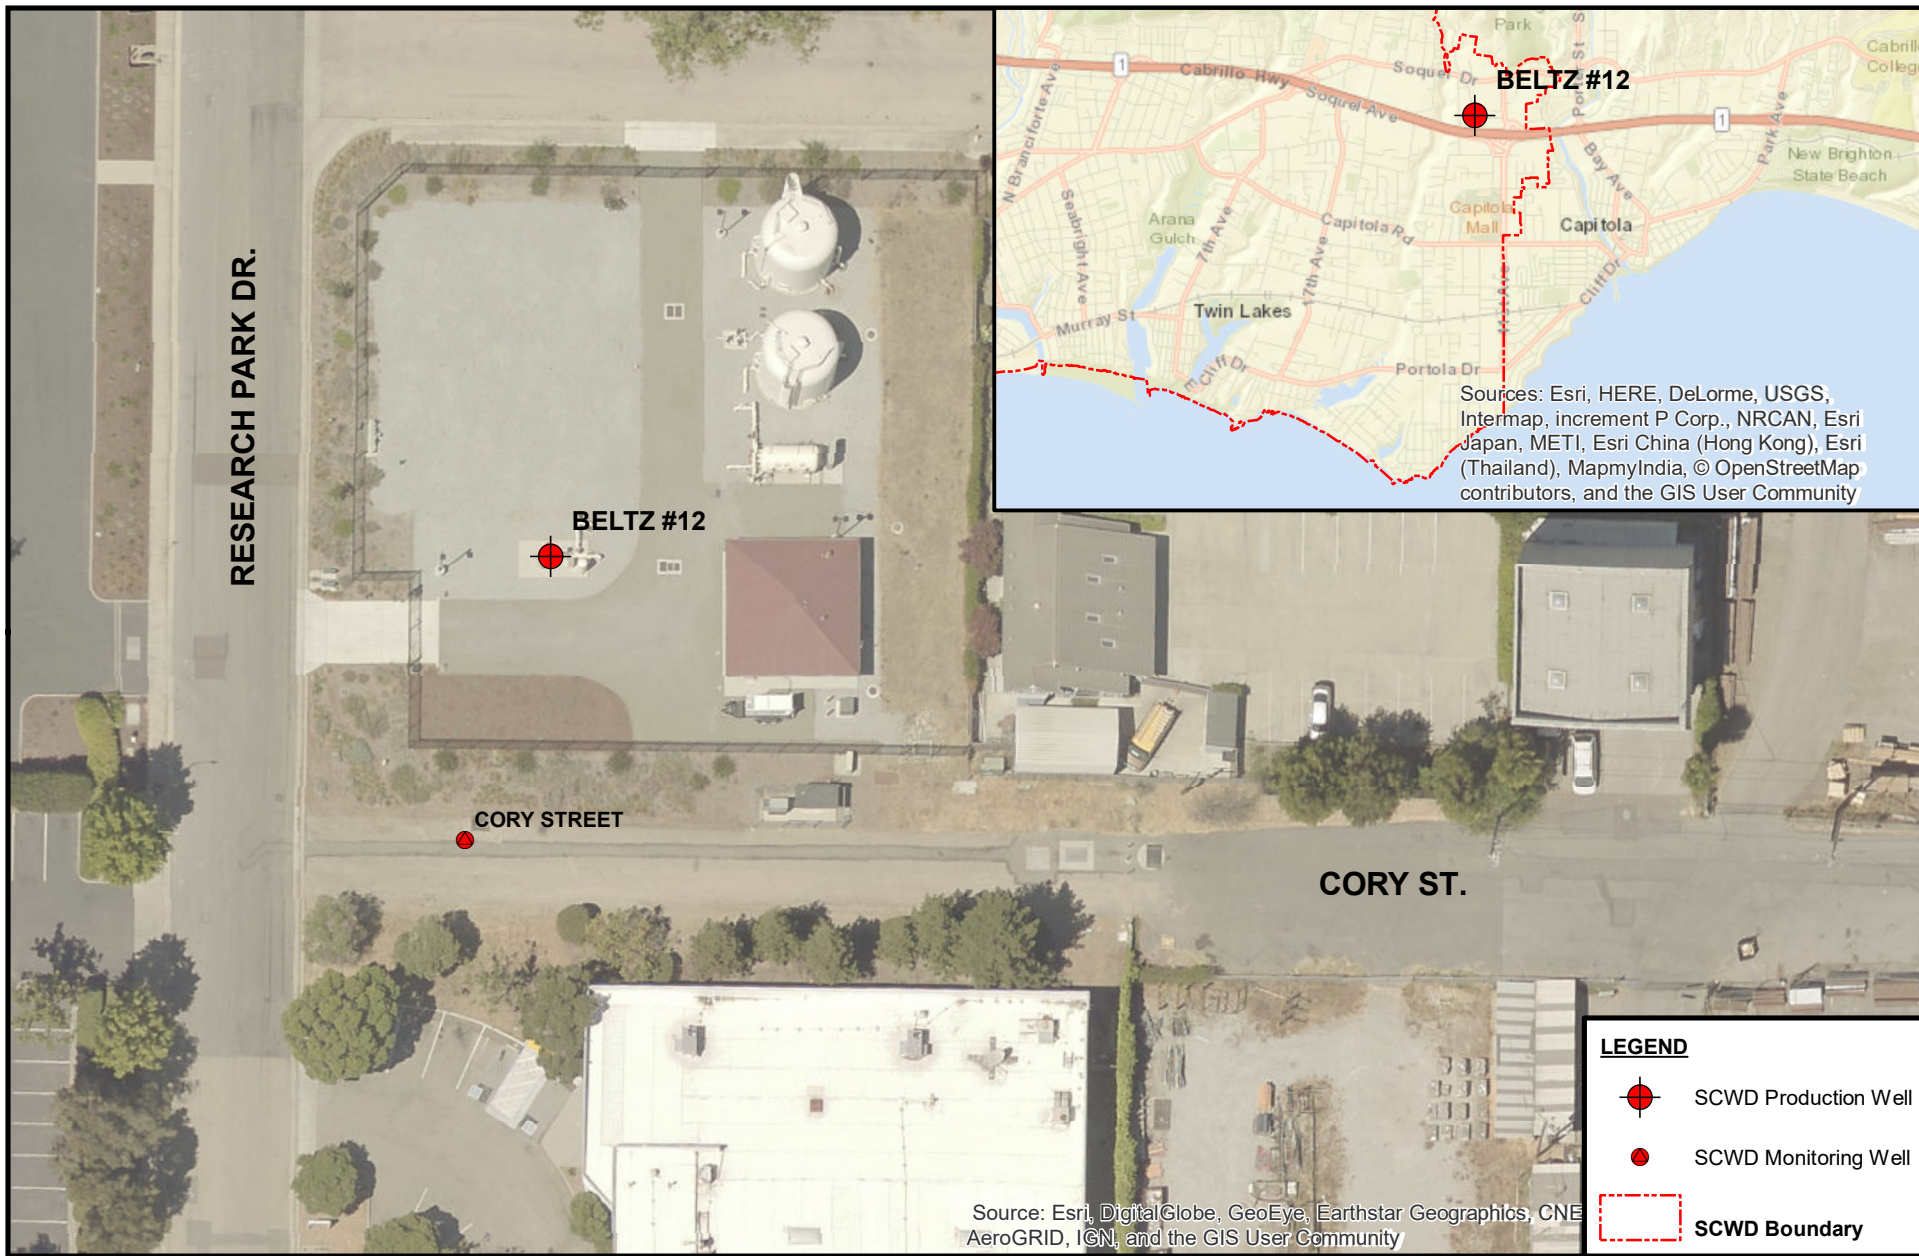 RESEARCH PARK DR.
BELTZ #12
CORY STREET
CORY ST.
Park
Cabrillo
College
1
Cabrillo Hwy
Soquel Dr
BELTZ #12
Soquel Ave
1
N Branciforte Ave
Park Ave
New Brighton
State Beach
Bay Ave
Seabright Ave
Arana
Gulch
7th Ave
17th Ave
Capitola Rd
Capitola
Mall
Capitola
Cliff Dr
Murray St
Twin Lakes
E Cliff Dr
Portola Dr
Sources: Esri, HERE, DeLorme, USGS,
Intermap, increment P Corp., NRCAN, Esri
Japan, METI, Esri China (Hong Kong), Esri
(Thailand), MapmyIndia, © OpenStreetMap
contributors, and the GIS User Community
LEGEND
SCWD Production Well
SCWD Monitoring Well
SCWD Boundary
Source: Esri, DigitalGlobe, GeoEye, Earthstar Geographics, CNE
AeroGRID, IGN, and the GIS User Community